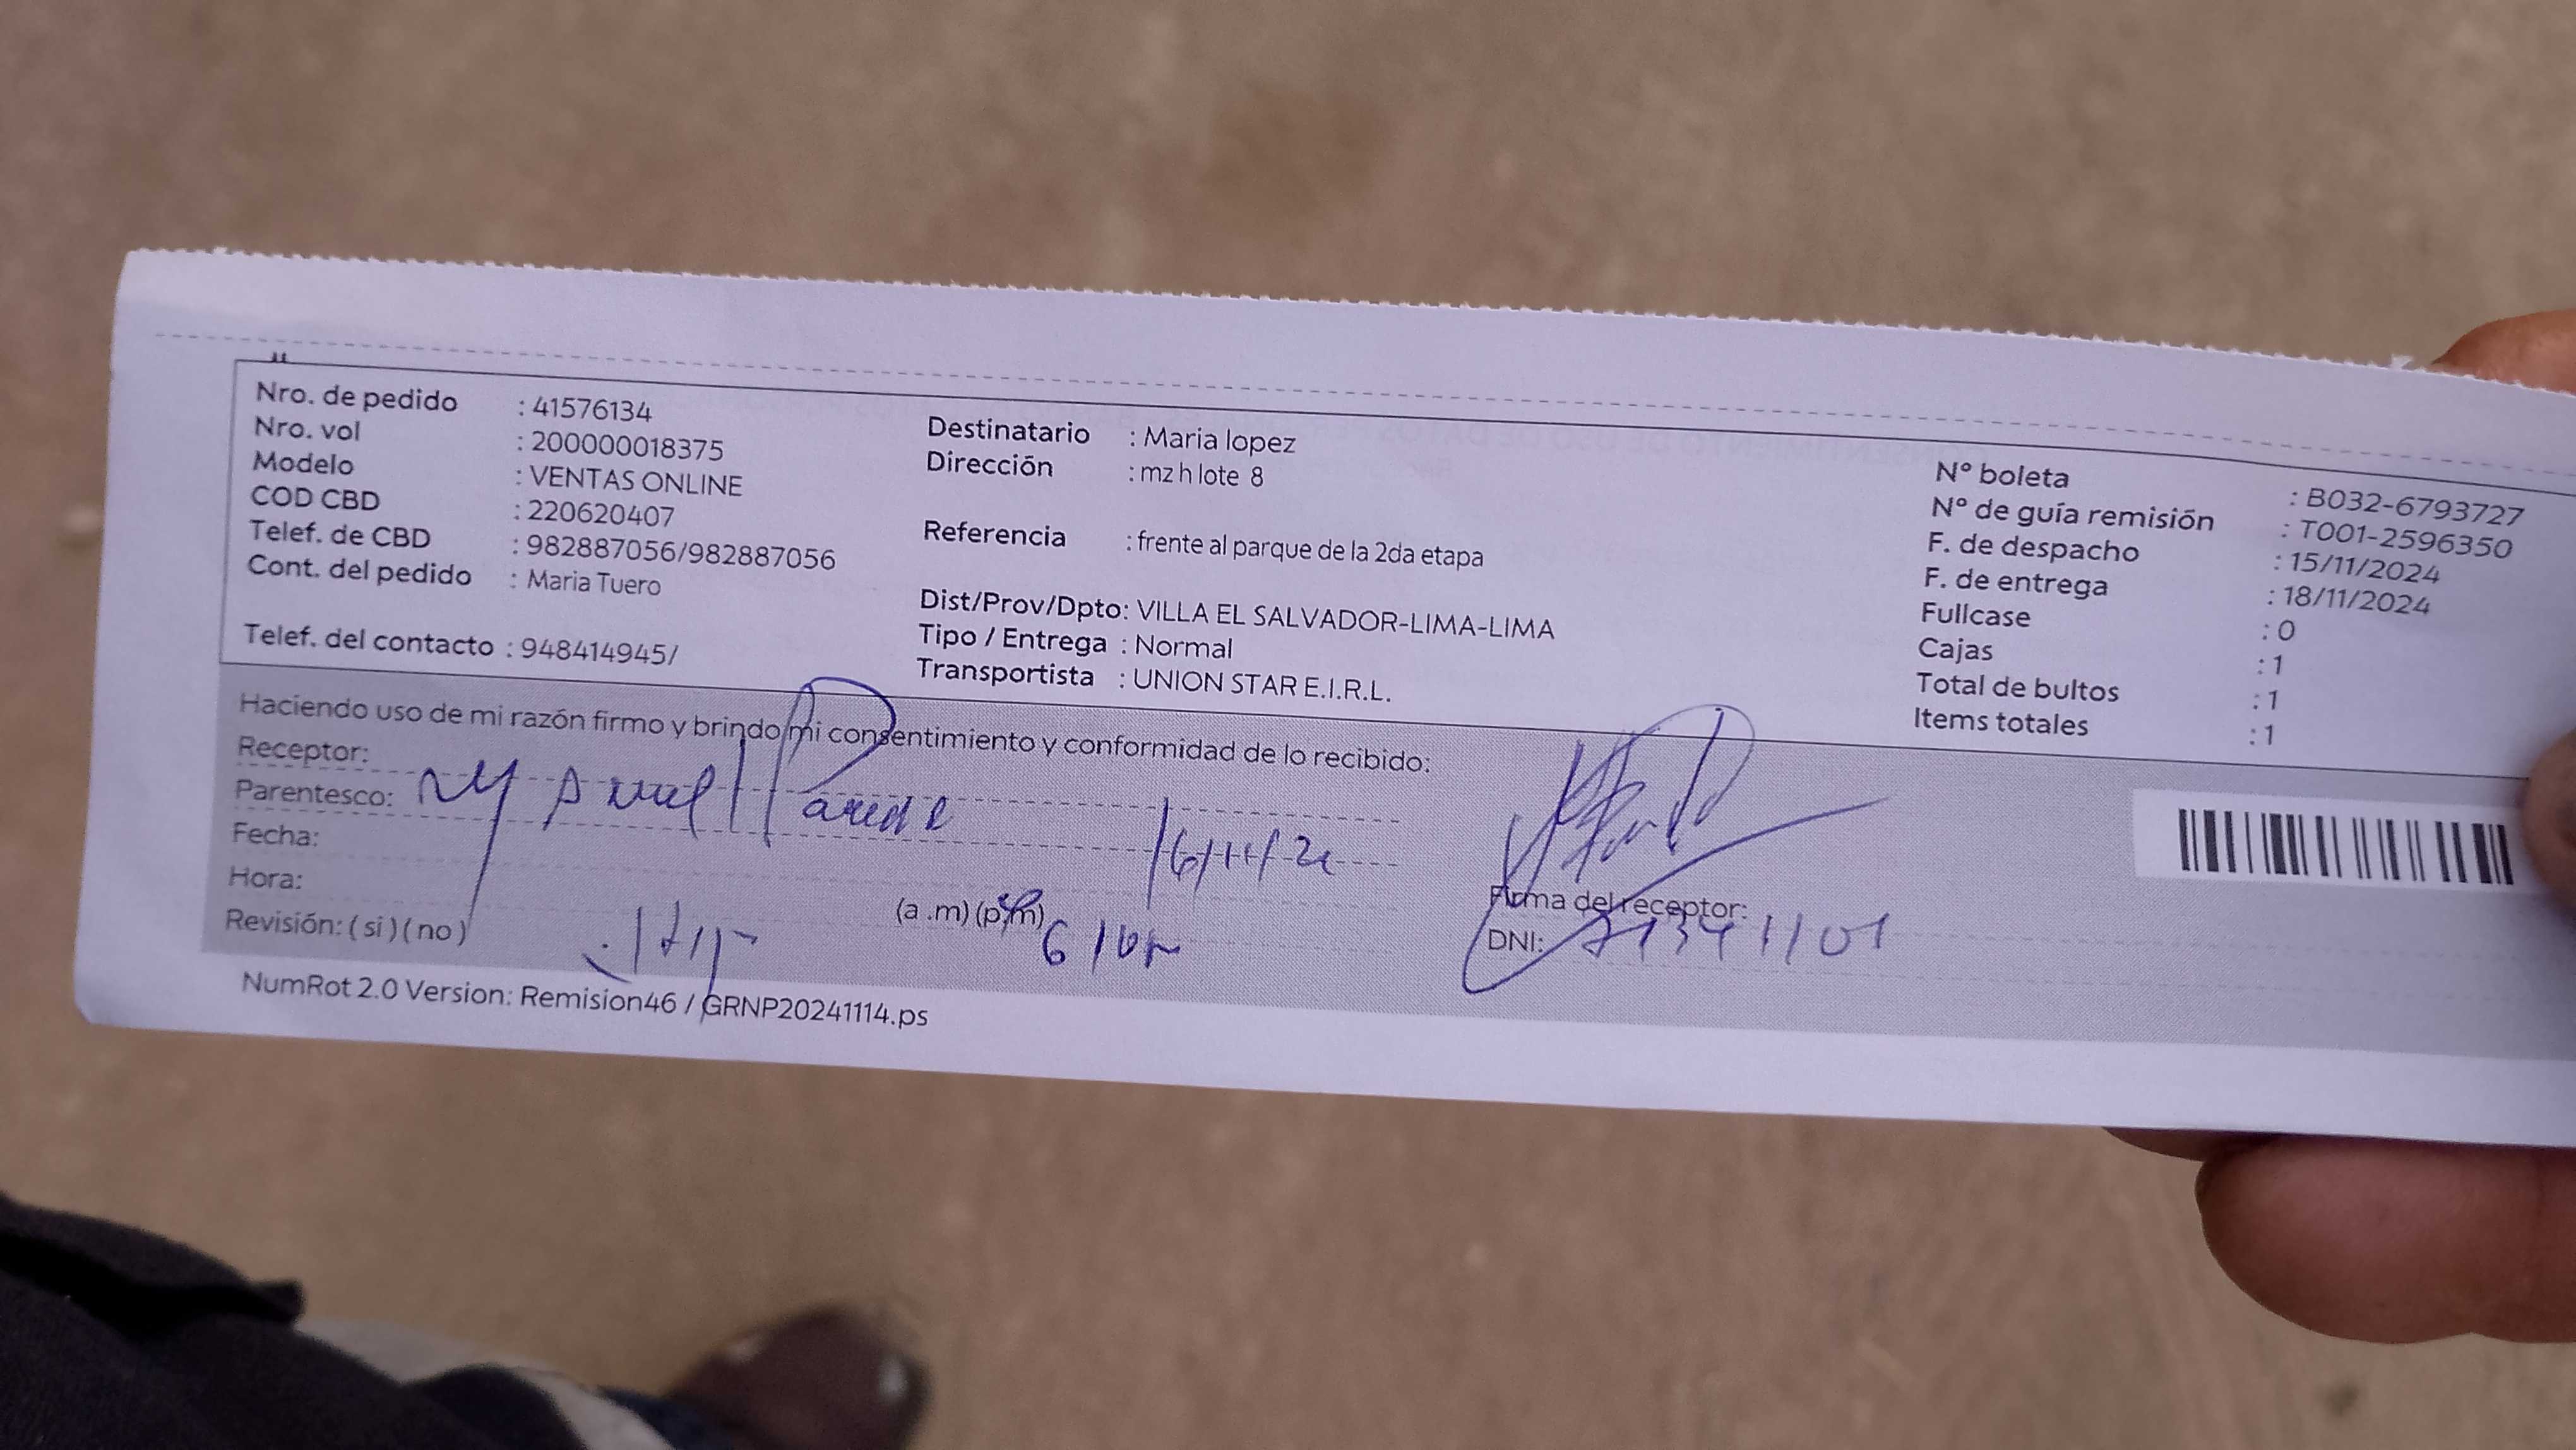 Nro. de pedido : 41576134
Nro. vol : 200000018375
Modelo : VENTAS ONLINE
COD CBD : 220620407
Telef. de CBD : 982887056/982887056
Cont. del pedido : Maria Tuero
Telef. del contacto : 948414945/
Destinatario : Maria lopez
Dirección : mz h lote 8
Referencia : frente al parque de la 2da etapa
Dist/Prov/Dpto: VILLA EL SALVADOR-LIMA-LIMA
Tipo / Entrega : Normal
Transportista : UNION STAR E.I.R.L.
N° boleta : B032-6793727
N° de guía remisión : T001-2596350
F. de despacho : 15/11/2024
F. de entrega : 18/11/2024
Fullcase : 0
Cajas : 1
Total de bultos : 1
Items totales : 1
Haciendo uso de mi razón firmo y brindo mi consentimiento y conformidad de lo recibido:
Receptor:
Parentesco:
Fecha: 16/11/
Hora: (a .m) (p.m)
Revisión: ( si ) ( no )
Firma del receptor:
DNI:
NumRot 2.0 Version: Remision46 / GRNP20241114.ps